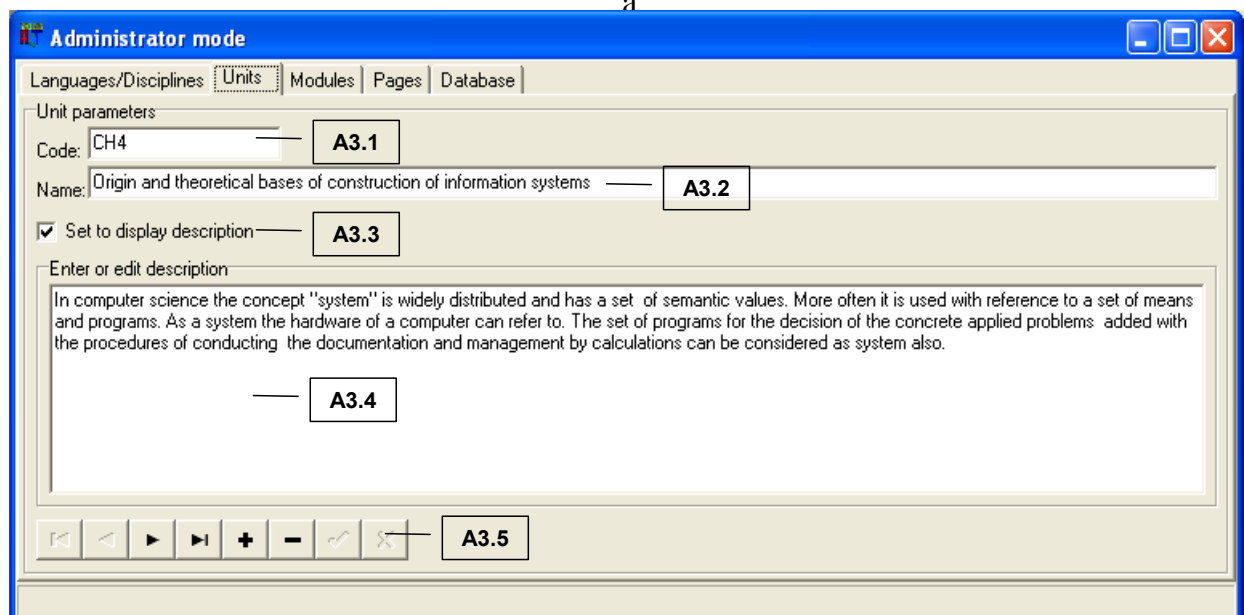 a
Administrator mode
Languages/Disciplines Units Modules Pages Database
Unit parameters
Code: CH4 A3.1
Name: Origin and theoretical bases of construction of information systems A3.2
Set to display description A3.3
Enter or edit description
In computer science the concept "system" is widely distributed and has a set of semantic values. More often it is used with reference to a set of means
and programs. As a system the hardware of a computer can refer to. The set of programs for the decision of the concrete applied problems added with
the procedures of conducting the documentation and management by calculations can be considered as system also.
A3.4
A3.5